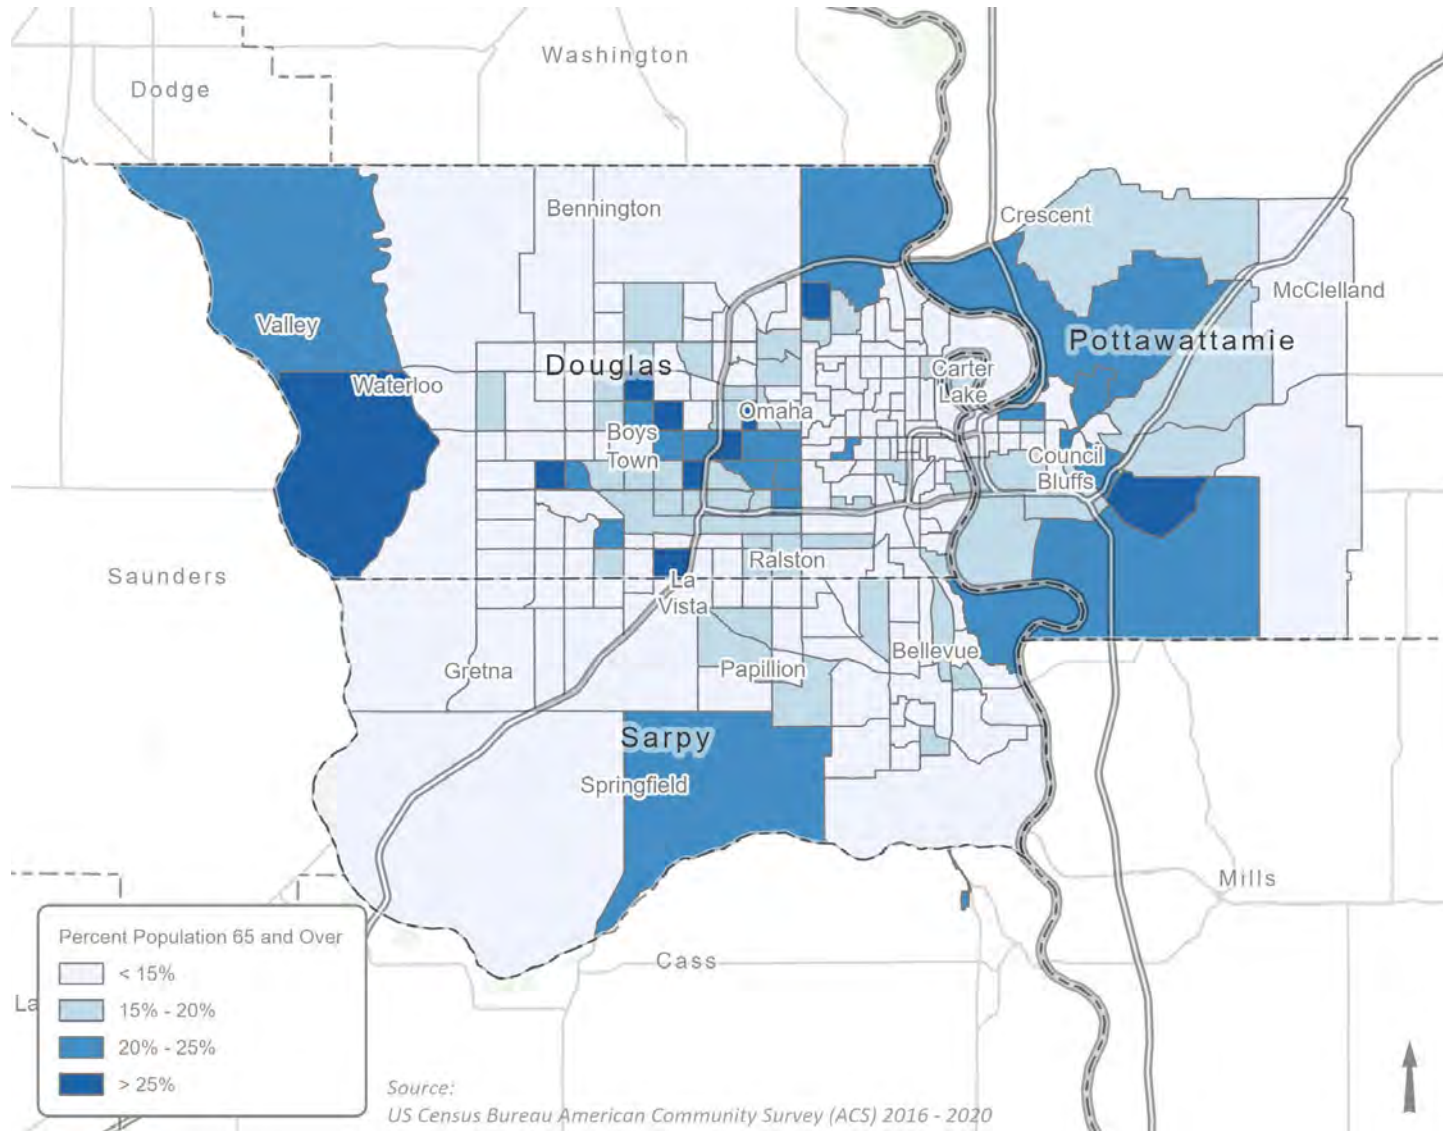 Washington
Dodge
Bennington
Crescent
McClelland
Valley
Pottawattamie
Douglas
Waterloo
Carter
Lake
Omaha
Boys
Town
Council
Bluffs
Ralston
Saunders
La
Vista
Bellevue
Gretna
Papillion
Sarpy
Springfield
Mills
Cass
La
Percent Population 65 and Over
< 15%
15% - 20%
20% - 25%
> 25%
Source:
US Census Bureau American Community Survey (ACS) 2016 - 2020